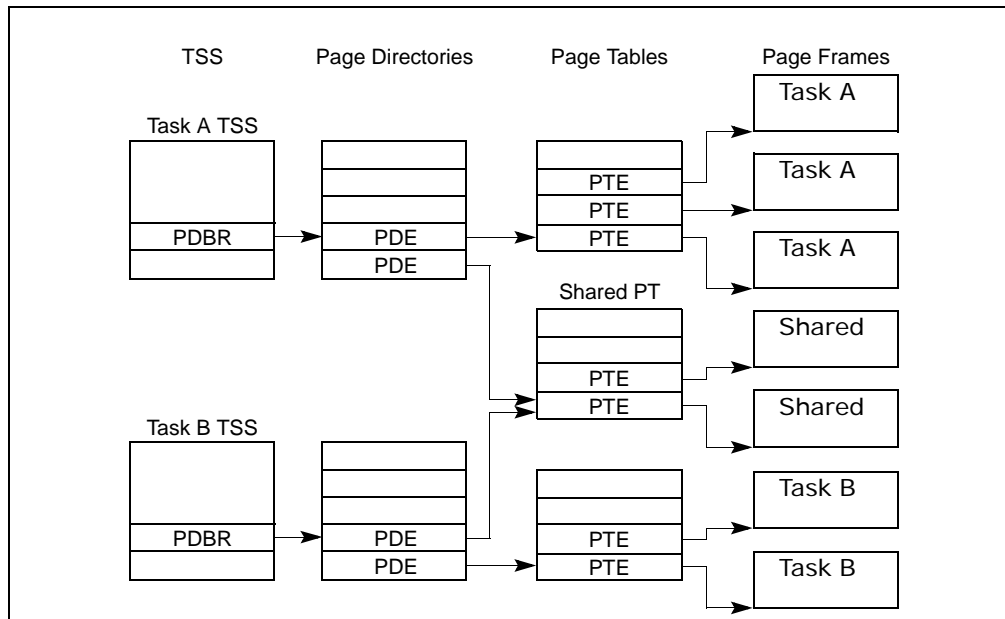 TSS
Page Directories
Page Tables
Page Frames
Task A
Task A TSS
PTE
Task A
PTE
PDBR
PDE
PTE
Task A
PDE
Shared PT
Shared
PTE
PTE
Shared
Task B TSS
Task B
PDBR
PDE
PTE
PDE
PTE
Task B